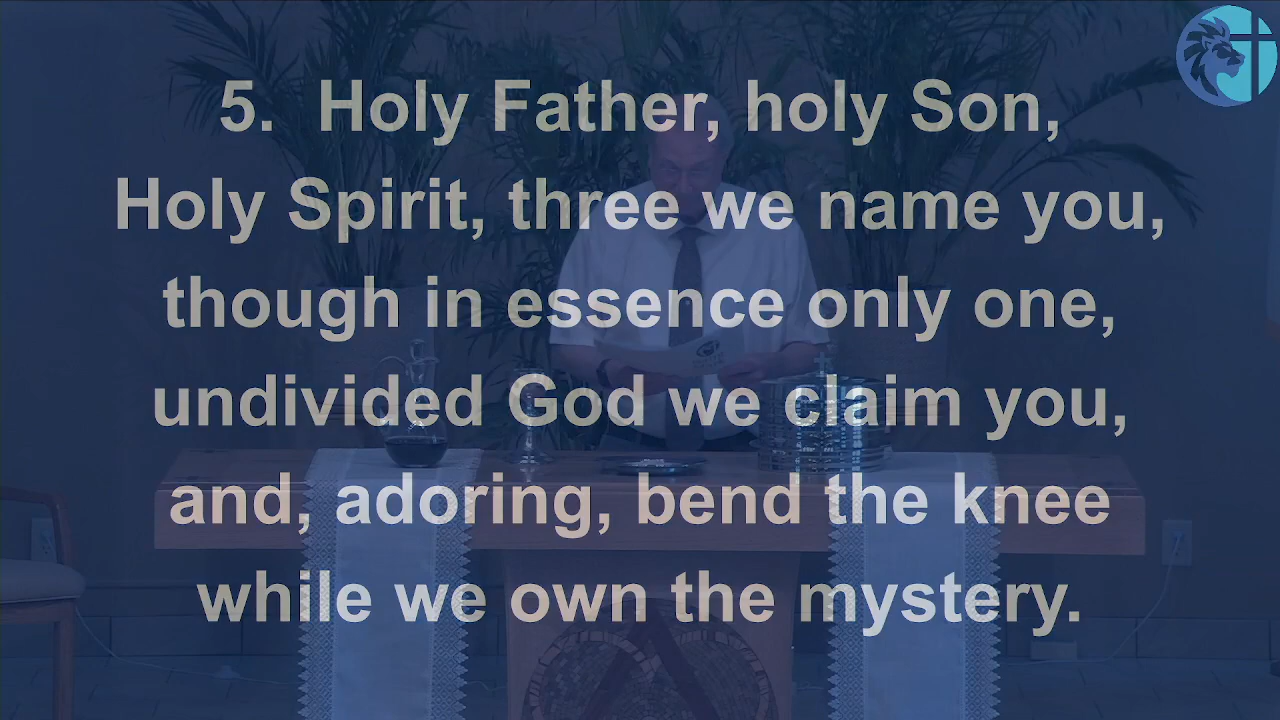 5. Holy Father, holy Son,
Holy Spirit, three we name you,
though in essence only one,
undivided God we claim you,
and, adoring, bend the knee
while we own the mystery.